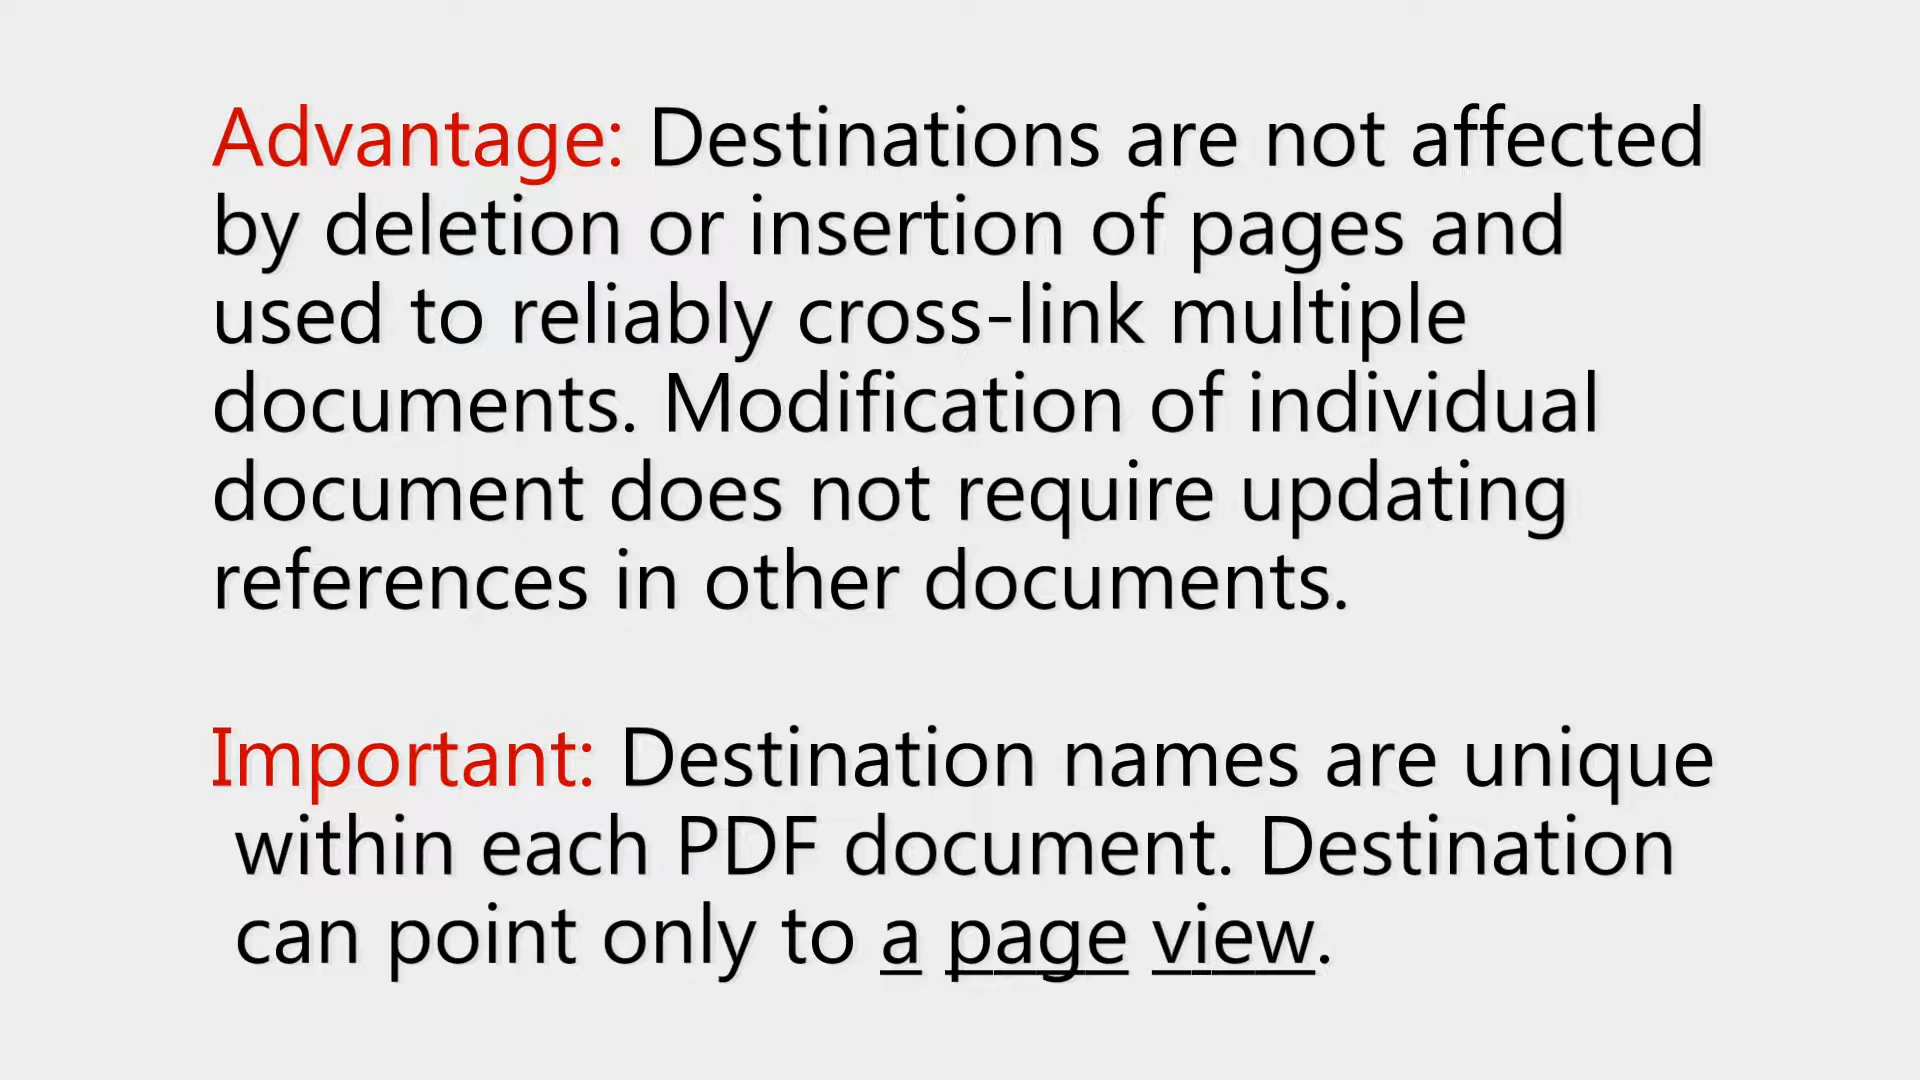 Advantage: Destinations are not affected
by deletion or insertion of pages and
used to reliably cross-link multiple
documents. Modification of individual
document does not require updating
references in other documents.
Important: Destination names are unique
within each PDF document. Destination
can point only to a page view.